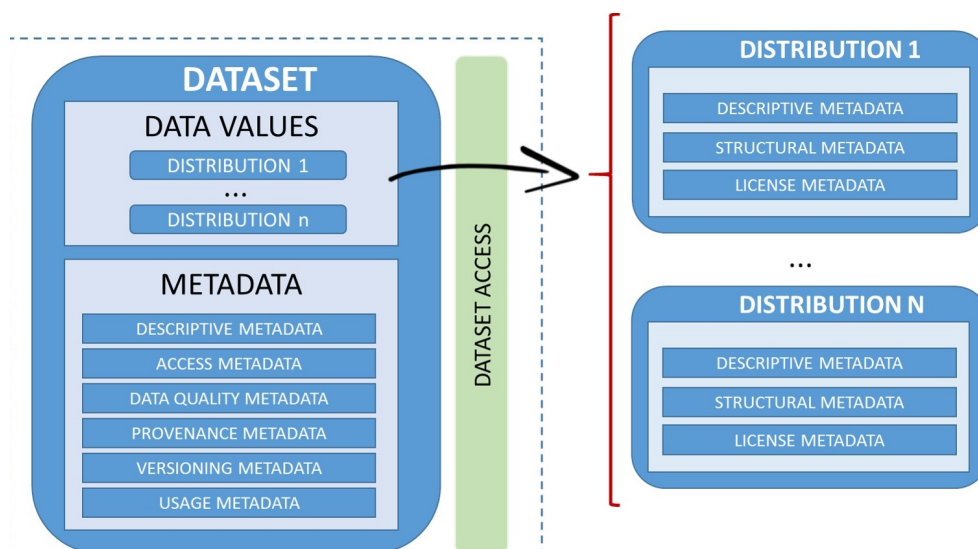 DATASET
DATA VALUES
DISTRIBUTION 1
...
DISTRIBUTION n
METADATA
DESCRIPTIVE METADATA
ACCESS METADATA
DATA QUALITY METADATA
PROVENANCE METADATA
VERSIONING METADATA
USAGE METADATA
DATASET ACCESS
DISTRIBUTION 1
DESCRIPTIVE METADATA
STRUCTURAL METADATA
LICENSE METADATA
...
DISTRIBUTION N
DESCRIPTIVE METADATA
STRUCTURAL METADATA
LICENSE METADATA